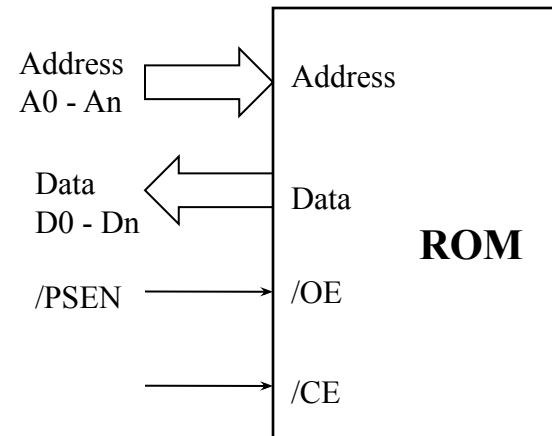 Address
A0 - An
Address
Data
D0 - Dn
Data
ROM
/PSEN
/OE
/CE